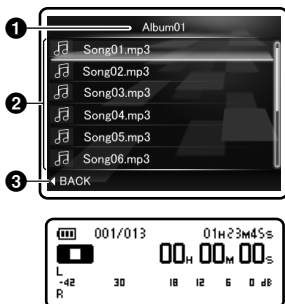 1 Album01
2 Song01.mp3
Song02.mp3
Song03.mp3
Song04.mp3
Song05.mp3
Song06.mp3
3 BACK
001/013 01H23M45s
00H 00M 00s
L
-42 30 18 12 6 0 dB
R